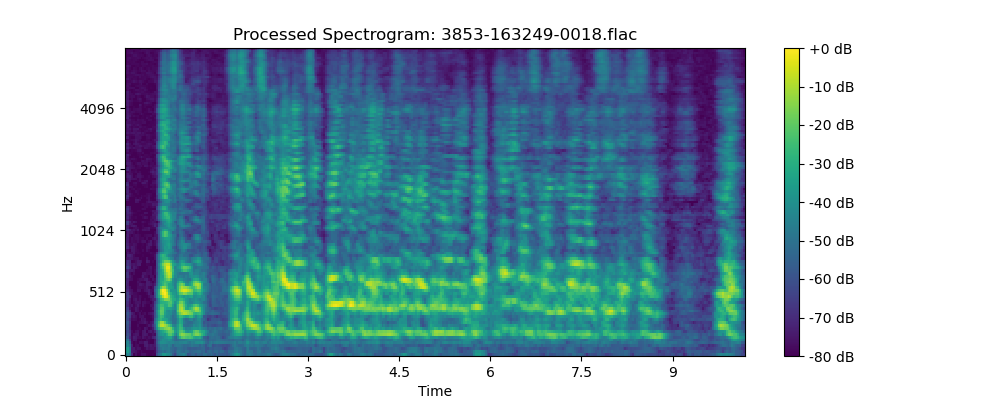 Processed Spectrogram: 3853-163249-0018.flac
Hz
4096
2048
1024
512
0
0 1.5 3 4.5 6 7.5 9
Time
+0 dB
-10 dB
-20 dB
-30 dB
-40 dB
-50 dB
-60 dB
-70 dB
-80 dB